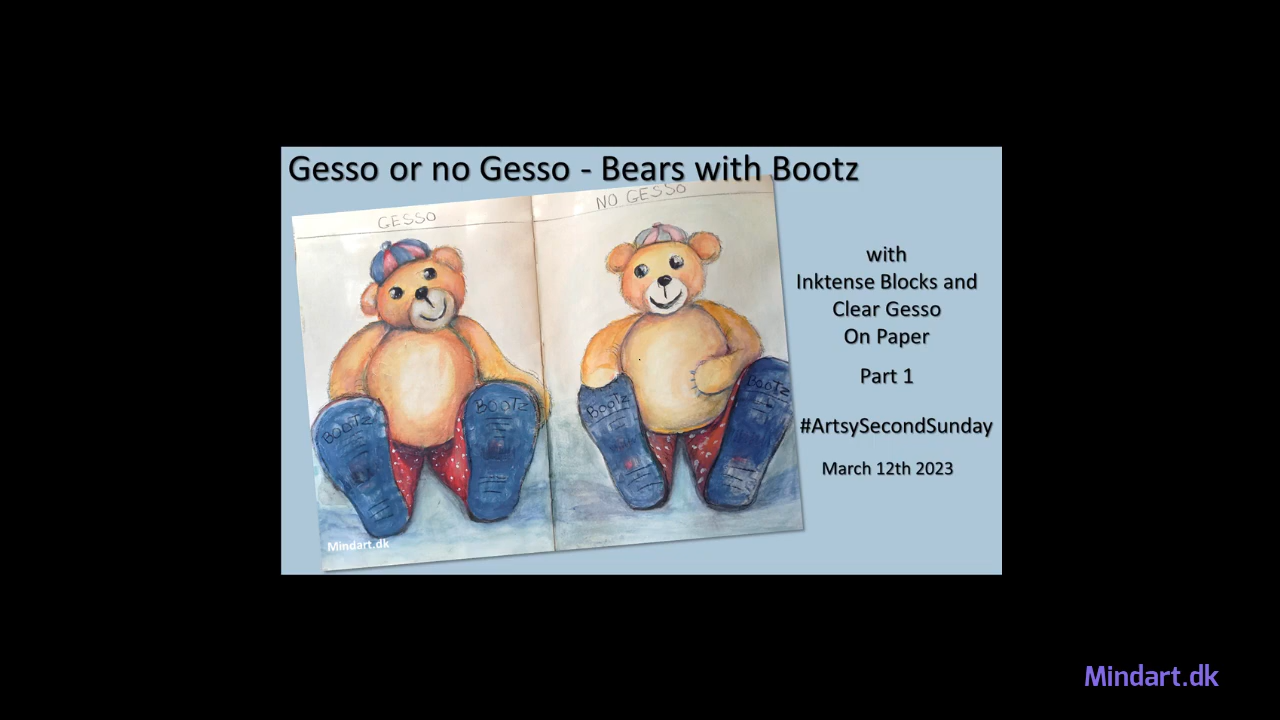 Gesso or no Gesso - Bears with Bootz
GESSO
NO GESSO
BOOTZ
BOOTZ
BOOTZ
BOOTZ
with
Inktense Blocks and
Clear Gesso
On Paper
Part 1
#ArtsySecondSunday
March 12th 2023
Mindart.dk
Mindart.dk